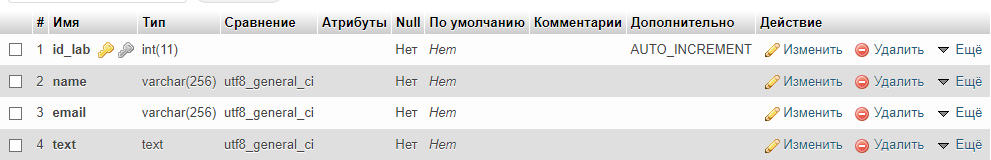 # Имя Тип Сравнение Атрибуты Null По умолчанию Комментарии Дополнительно Действие
1 id_lab int(11) Нет Нет AUTO_INCREMENT Изменить Удалить Ещё
2 name varchar(256) utf8_general_ci Нет Нет Изменить Удалить Ещё
3 email varchar(256) utf8_general_ci Нет Нет Изменить Удалить Ещё
4 text text utf8_general_ci Нет Нет Изменить Удалить Ещё